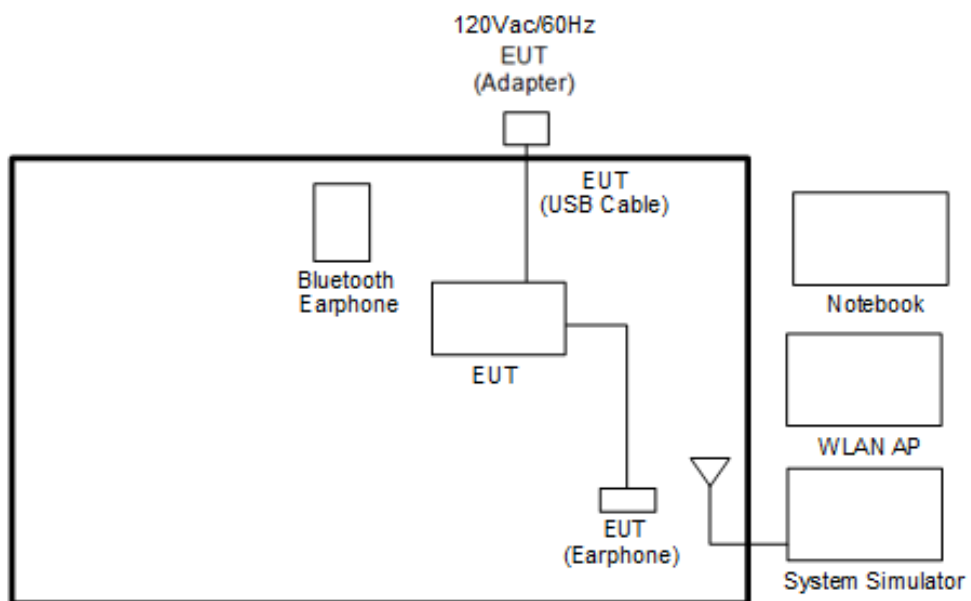 120Vac/60Hz
EUT
(Adapter)
EUT
(USB Cable)
Bluetooth
Earphone
Notebook
EUT
WLAN AP
EUT
(Earphone)
System Simulator